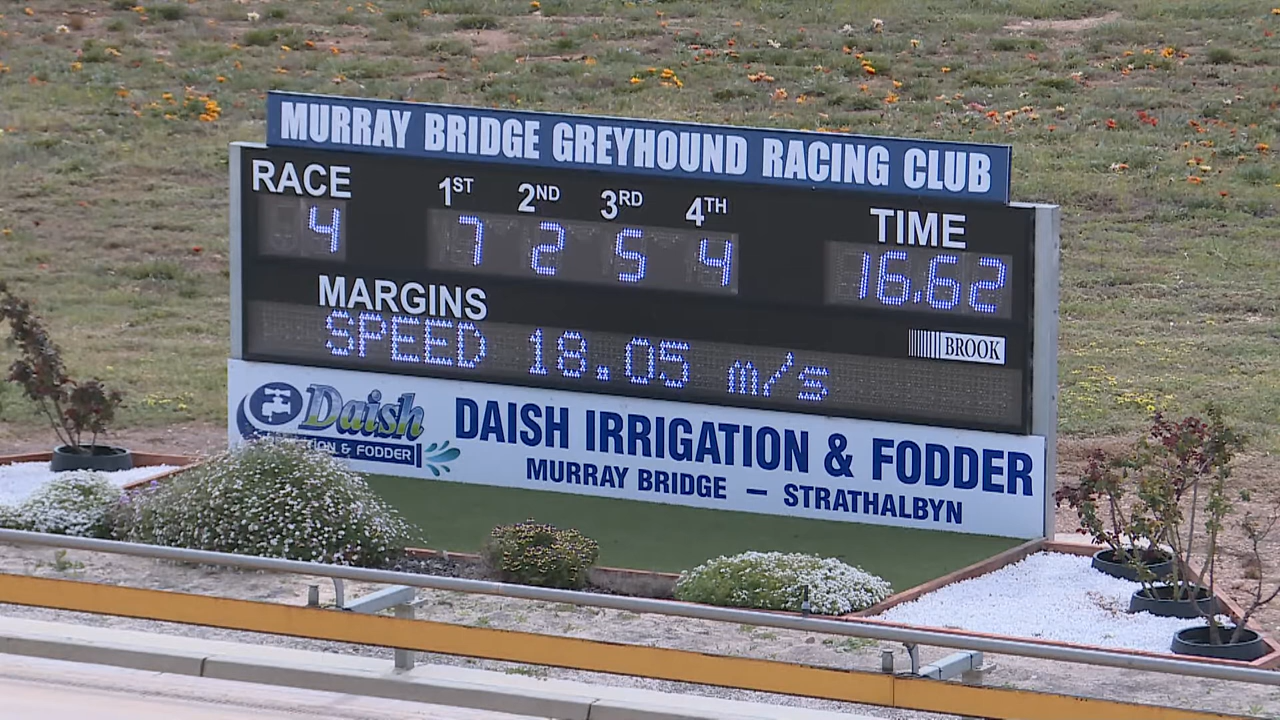 MURRAY BRIDGE GREYHOUND RACING CLUB
RACE 1ST 2ND 3RD 4TH TIME
4 7 2 5 4 16.62
MARGINS
SPEED 18.05 m/s
BROOK
Daish
& FODDER
DAISH IRRIGATION & FODDER
MURRAY BRIDGE — STRATHALBYN